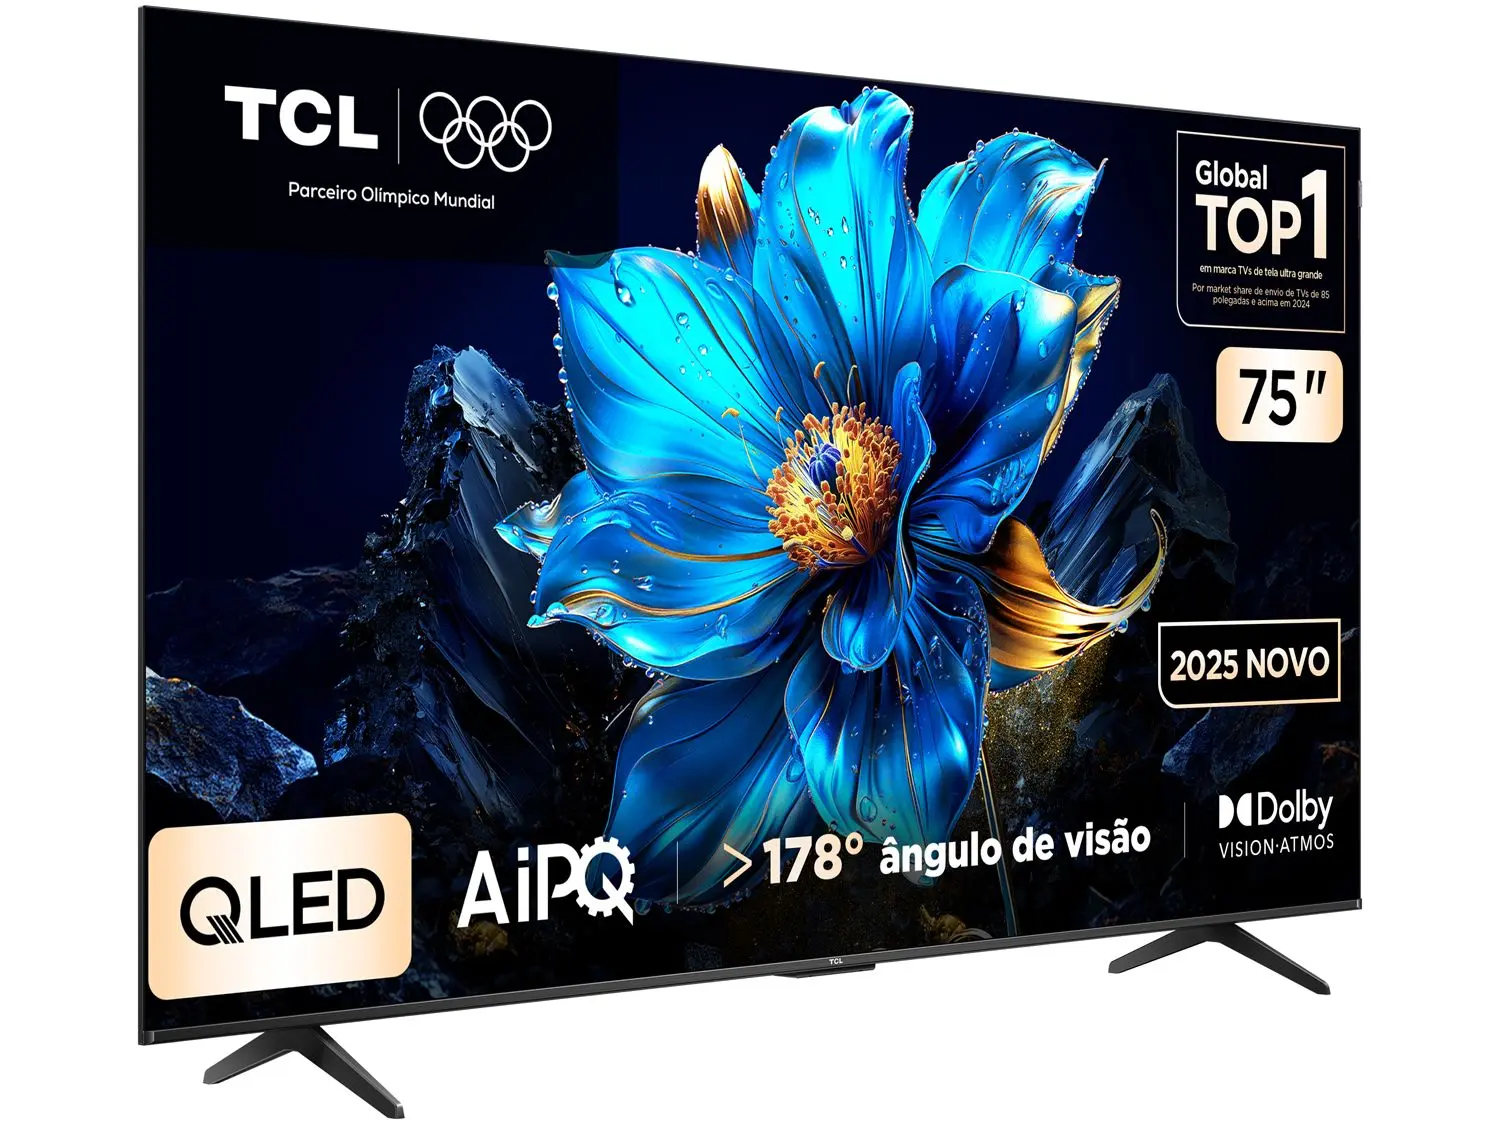 TCL
Parceiro Olímpico Mundial
Global
TOP1
em marca TVs de tela ultra grande
Por market share de envio de TVs de 85
polegadas e acima em 2024
75"
2025 NOVO
QLED
AiPQ
>178° ângulo de visão
Dolby
VISION·ATMOS
TCL